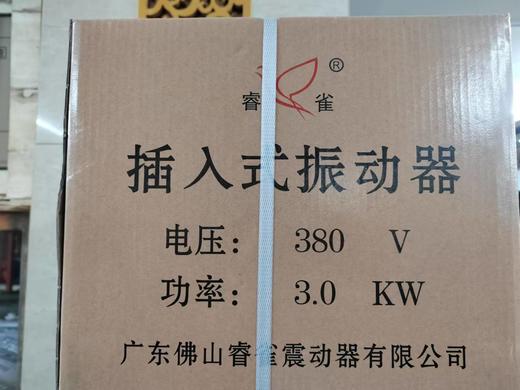 睿雀®
插入式振动器
电压： 380 V
功率： 3.0 KW
广东佛山睿雀震动器有限公司